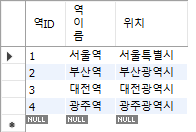 역ID 역이름 위치
1 서울역 서울특별시
2 부산역 부산광역시
3 대전역 대전광역시
4 광주역 광주광역시
NULL NULL NULL